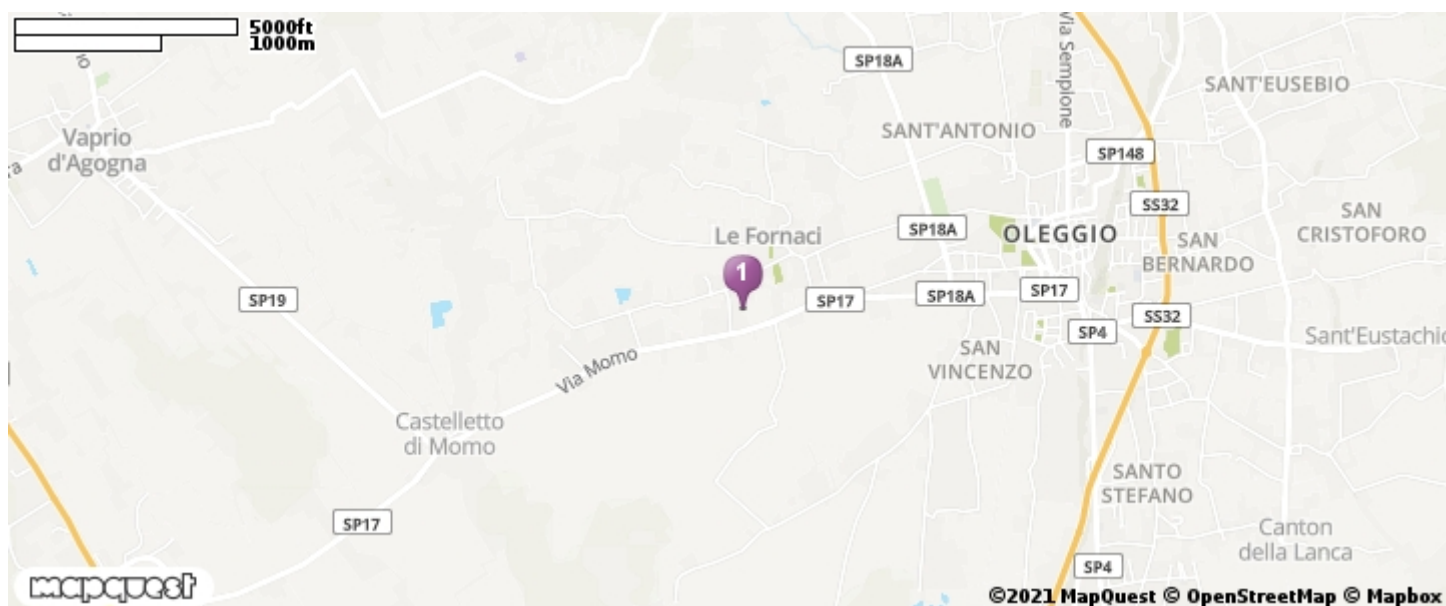 5000ft
1000m
SP18A
Via Sempione
SANT'EUSEBIO
SANT'ANTONIO
Vaprio
d'Agogna
SP148
SS32
SAN
CRISTOFORO
SP18A
Le Fornaci
OLEGGIO
SAN
BERNARDO
1
SP19
SP17
SP18A
SP17
SS32
SP4
Sant'Eustachio
SAN
VINCENZO
Via Momo
Castelletto
di Momo
SANTO
STEFANO
SP17
Canton
della Lanca
SP4
mapquest
©2021 MapQuest © OpenStreetMap © Mapbox